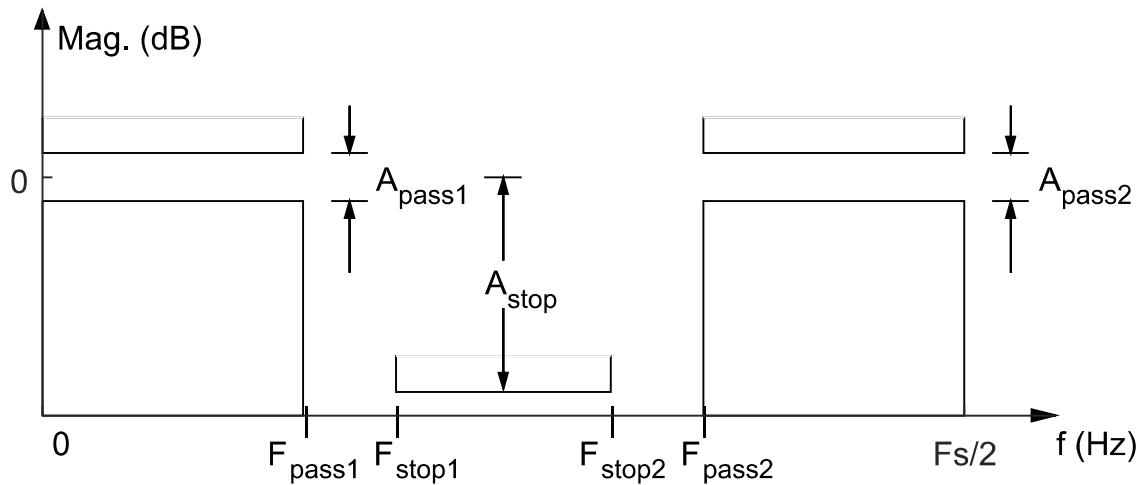 Mag. (dB)
0
A_pass1
A_pass2
A_stop
0
F_pass1
F_stop1
F_stop2
F_pass2
Fs/2
f (Hz)